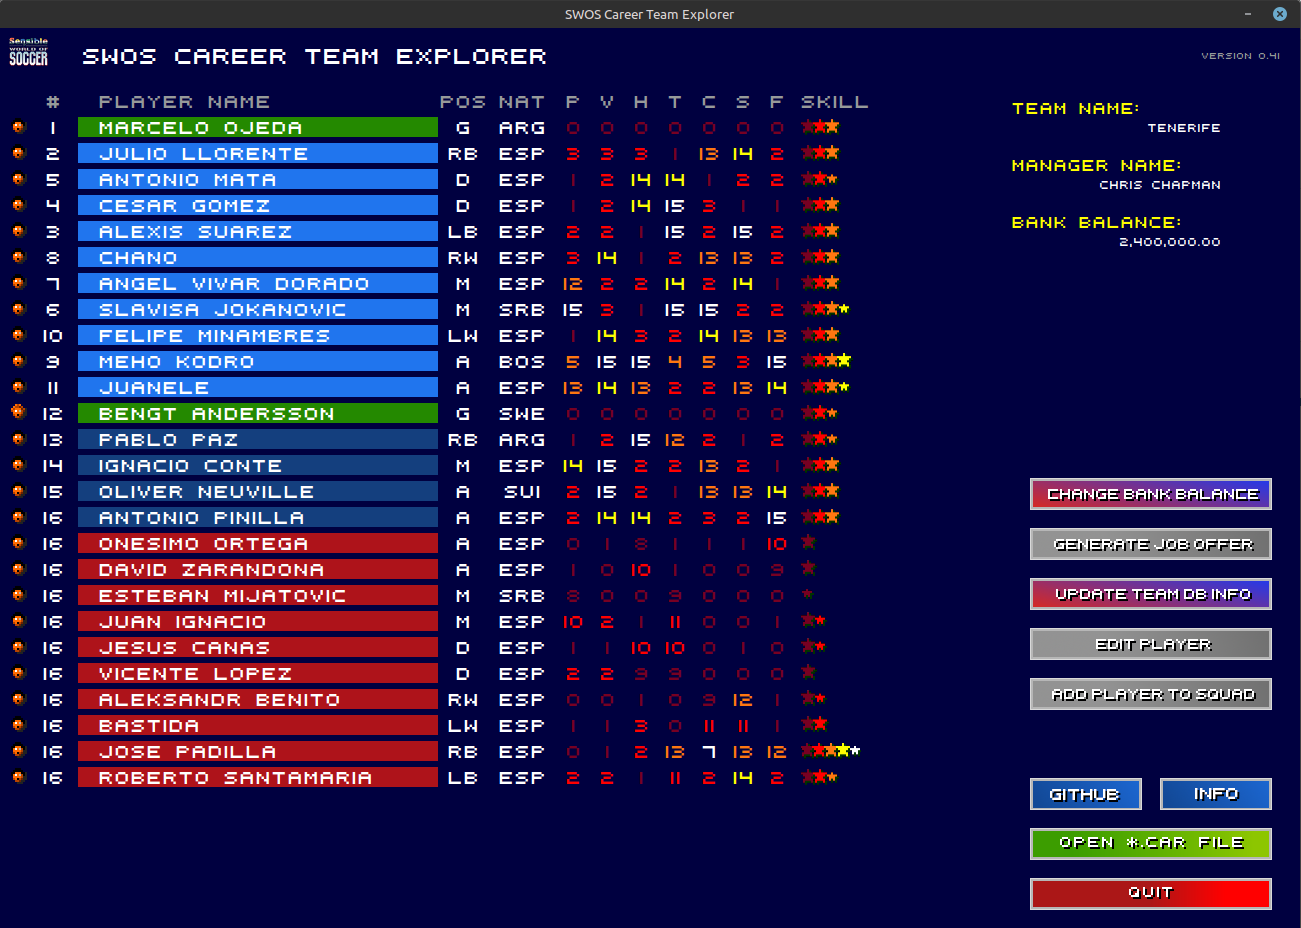 SWOS Career Team Explorer
Sensible
WORLD OF
SOCCER
SWOS CAREER TEAM EXPLORER
VERSION 0.41
# PLAYER NAME POS NAT P V H T C S F SKILL
1 MARCELO OJEDA G ARG 0 0 0 0 0 0 0
2 JULIO LLORENTE RB ESP 3 3 3 1 13 14 2
5 ANTONIO MATA D ESP 1 2 14 14 1 2 2
4 CESAR GOMEZ D ESP 1 2 14 15 3 1 1
3 ALEXIS SUAREZ LB ESP 2 2 1 15 2 15 2
8 CHANO RW ESP 3 14 1 2 13 13 2
7 ANGEL VIVAR DORADO M ESP 12 2 2 14 2 14 1
6 SLAVISA JOKANOVIC M SRB 15 3 1 15 15 2 2
10 FELIPE MINAMBRES LW ESP 1 14 3 2 14 13 13
9 MEHO KODRO A BOS 5 15 15 4 5 3 15
11 JUANELE A ESP 13 14 13 2 2 13 14
12 BENGT ANDERSSON G SWE 0 0 0 0 0 0 0
13 PABLO PAZ RB ARG 1 2 15 12 2 1 2
14 IGNACIO CONTE M ESP 14 15 2 2 13 2 1
15 OLIVER NEUVILLE A SUI 2 15 2 1 13 13 14
16 ANTONIO PINILLA A ESP 2 14 14 2 3 2 15
16 ONESIMO ORTEGA A ESP 0 1 8 1 1 1 10
16 DAVID ZARANDONA A ESP 1 0 10 1 0 0 9
16 ESTEBAN MIJATOVIC M SRB 8 0 0 9 0 0 0
16 JUAN IGNACIO M ESP 10 2 1 11 0 0 1
16 JESUS CANAS D ESP 1 1 10 10 0 1 0
16 VICENTE LOPEZ D ESP 2 2 9 9 0 0 0
16 ALEKSANDR BENITO RW ESP 0 0 1 0 9 12 1
16 BASTIDA LW ESP 1 1 3 0 11 11 1
16 JOSE PADILLA RB ESP 0 1 2 13 7 13 12
16 ROBERTO SANTAMARIA LB ESP 2 2 1 11 2 14 2
TEAM NAME:
TENERIFE
MANAGER NAME:
CHRIS CHAPMAN
BANK BALANCE:
2,400,000.00
CHANGE BANK BALANCE
GENERATE JOB OFFER
UPDATE TEAM DB INFO
EDIT PLAYER
ADD PLAYER TO SQUAD
GITHUB INFO
OPEN *.CAR FILE
QUIT